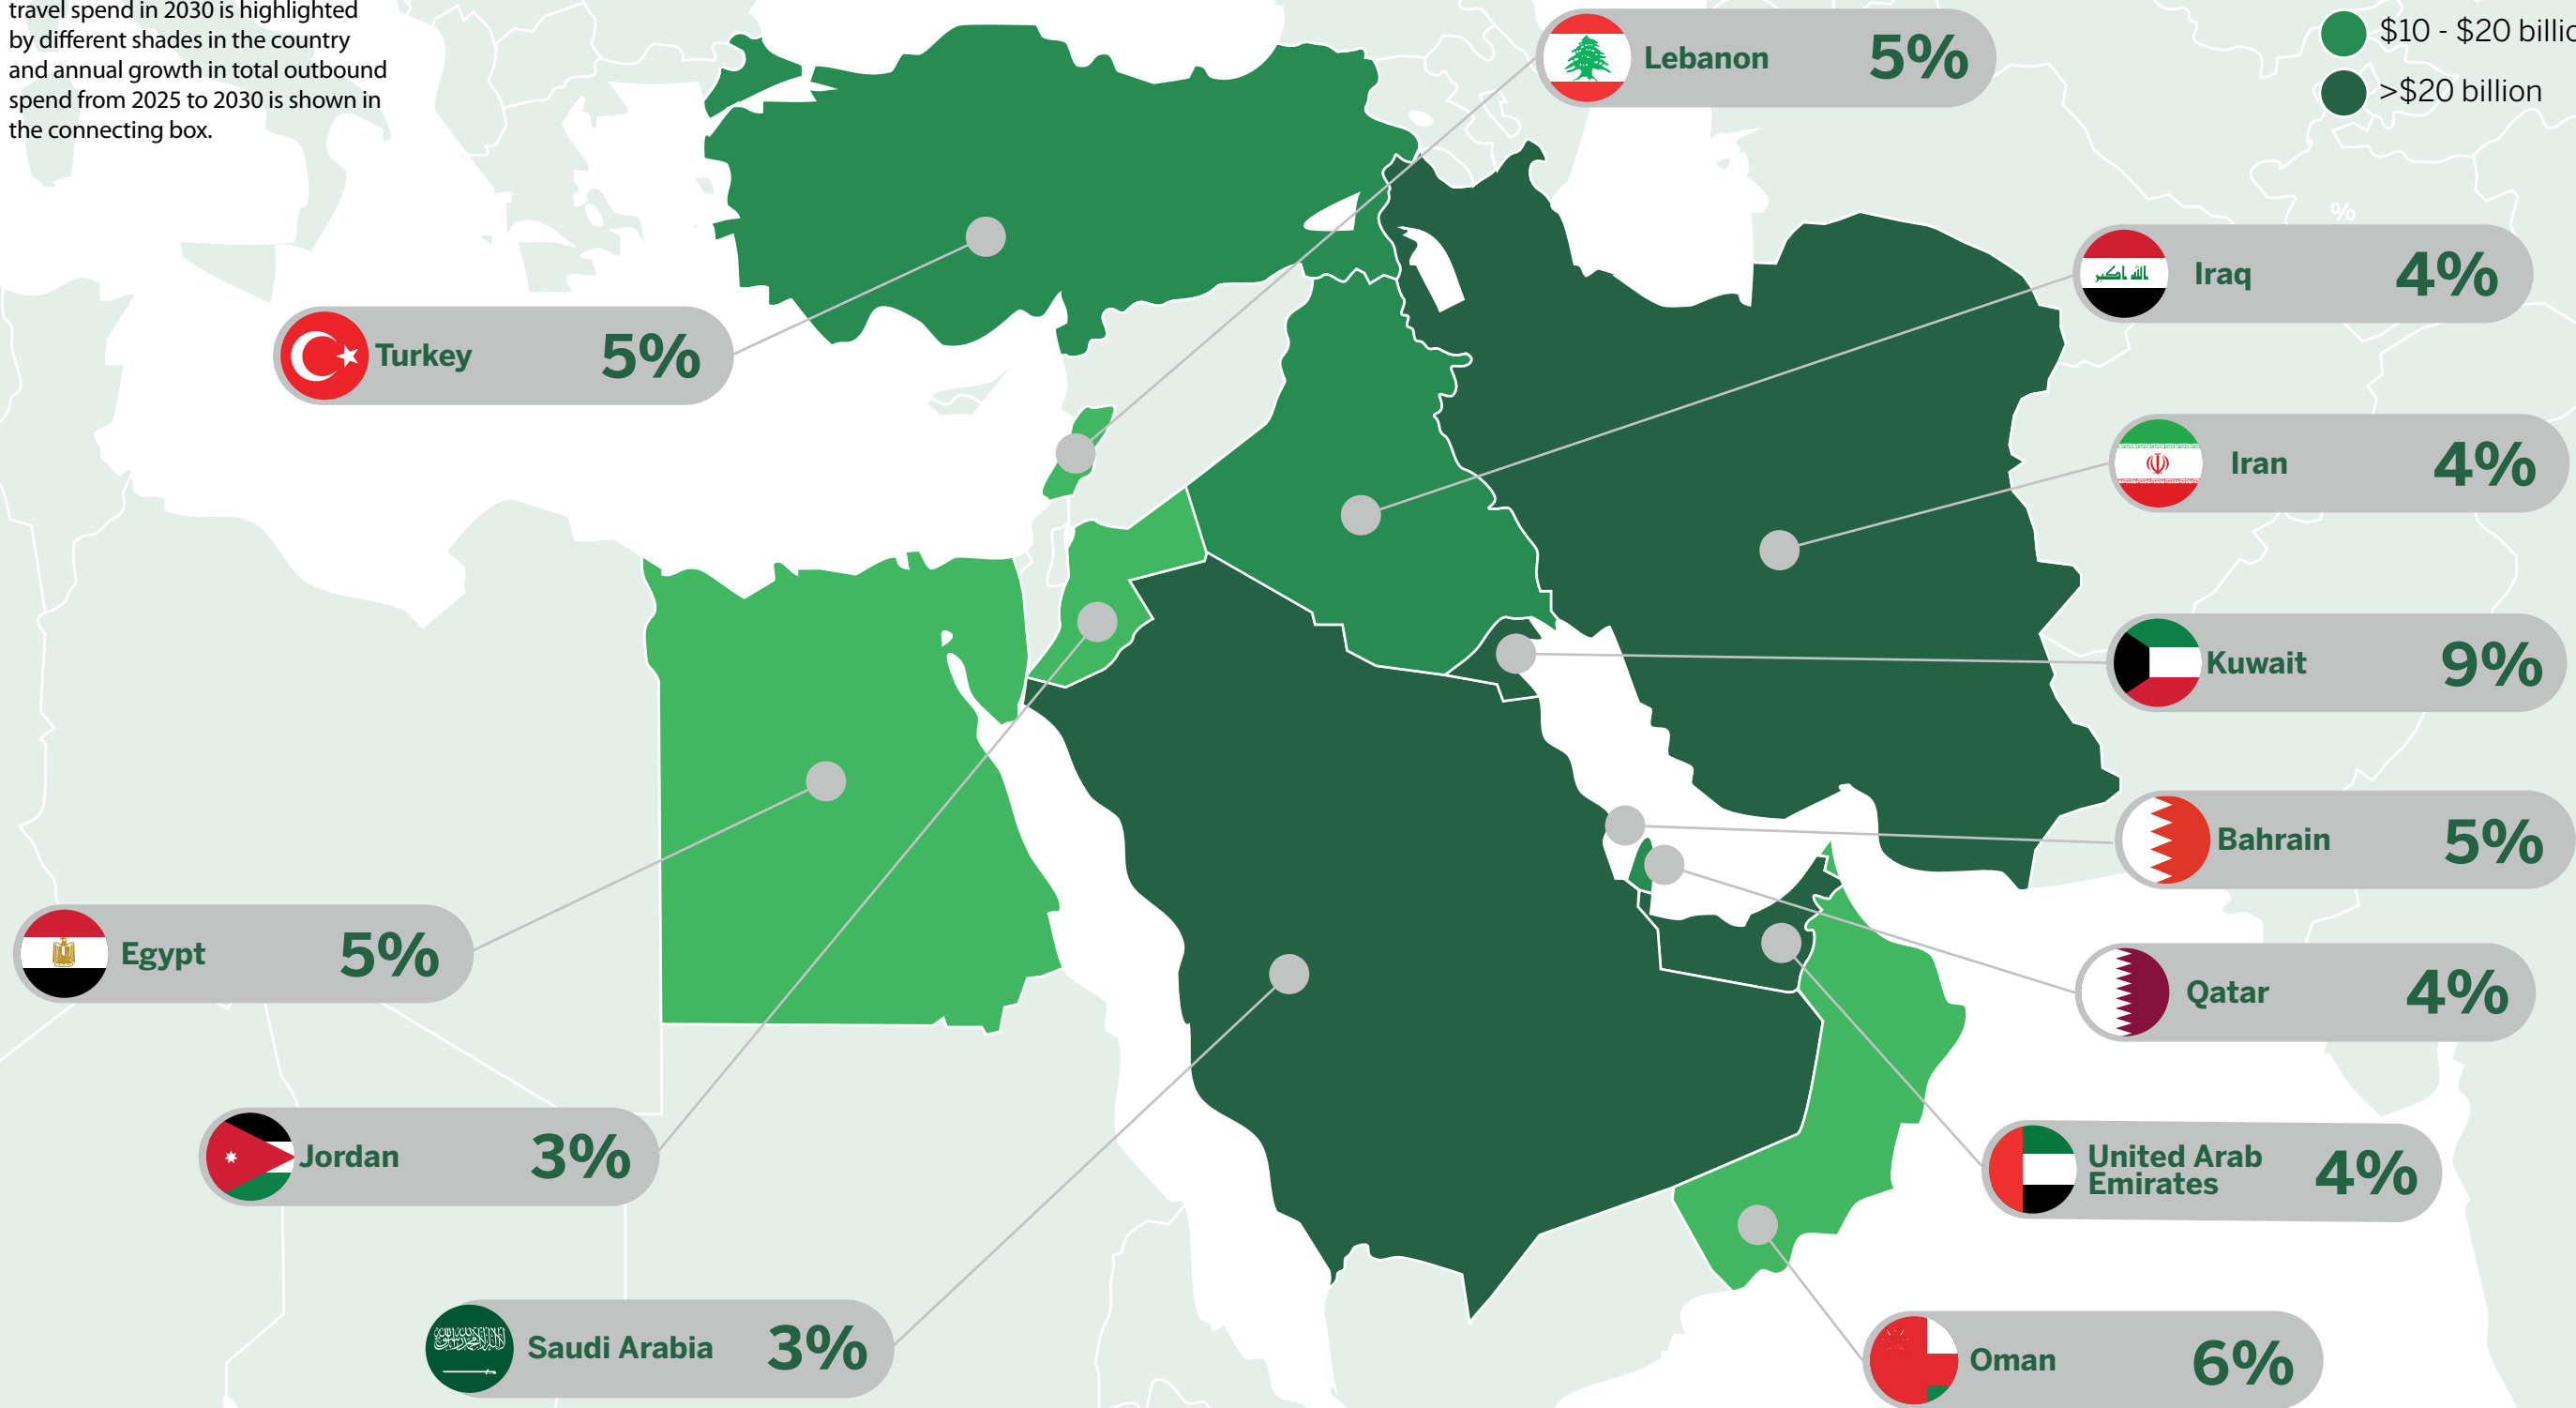 travel spend in 2030 is highlighted
by different shades in the country
and annual growth in total outbound
spend from 2025 to 2030 is shown in
the connecting box.
$10 - $20 billio
>$20 billion
Lebanon 5%
%
الله اكبر
Iraq 4%
Turkey 5%
Iran 4%
Kuwait 9%
Bahrain 5%
Egypt 5%
Qatar 4%
Jordan 3%
United Arab
Emirates 4%
Saudi Arabia 3%
Oman 6%